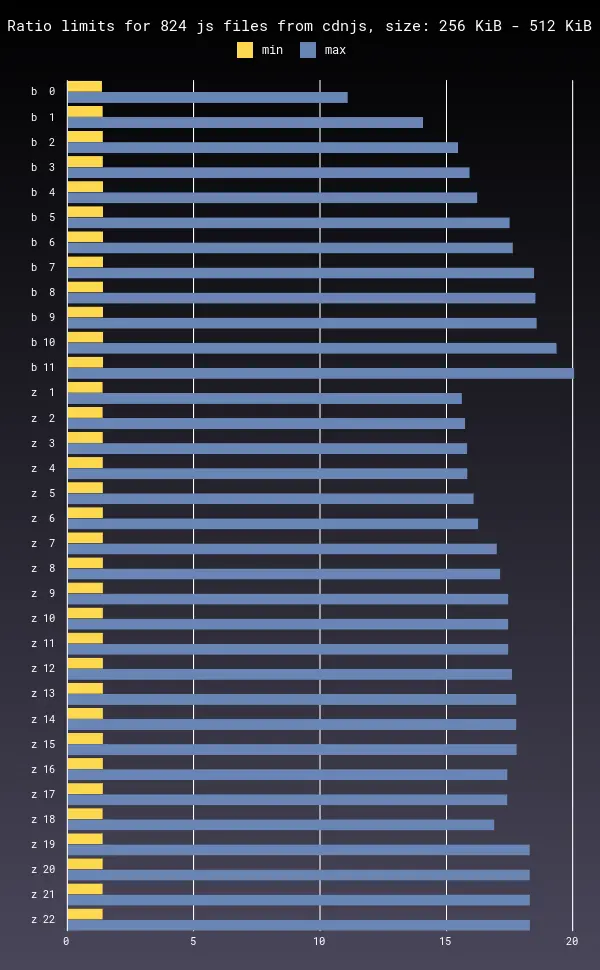 Ratio limits for 824 js files from cdnjs, size: 256 KiB - 512 KiB
min max
b 0
b 1
b 2
b 3
b 4
b 5
b 6
b 7
b 8
b 9
b 10
b 11
z 1
z 2
z 3
z 4
z 5
z 6
z 7
z 8
z 9
z 10
z 11
z 12
z 13
z 14
z 15
z 16
z 17
z 18
z 19
z 20
z 21
z 22
0 5 10 15 20